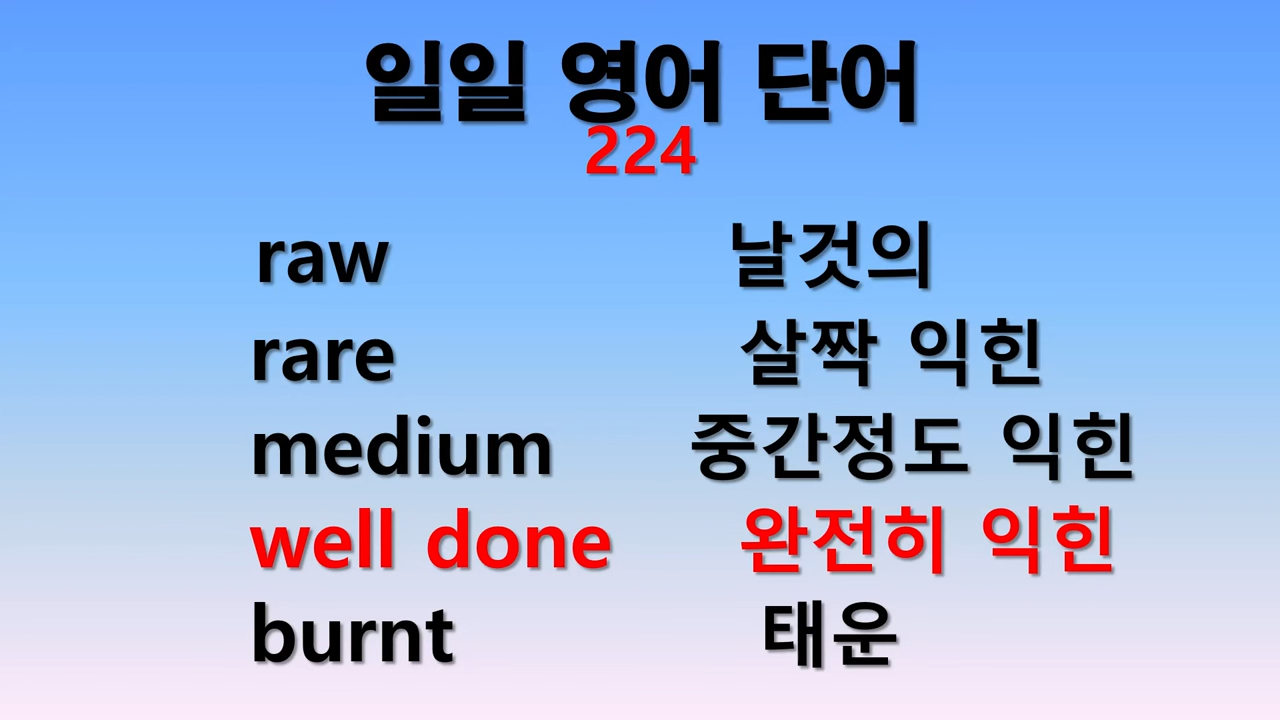 일일 영어 단어
224
raw 날것의
rare 살짝 익힌
medium 중간정도 익힌
well done 완전히 익힌
burnt 태운